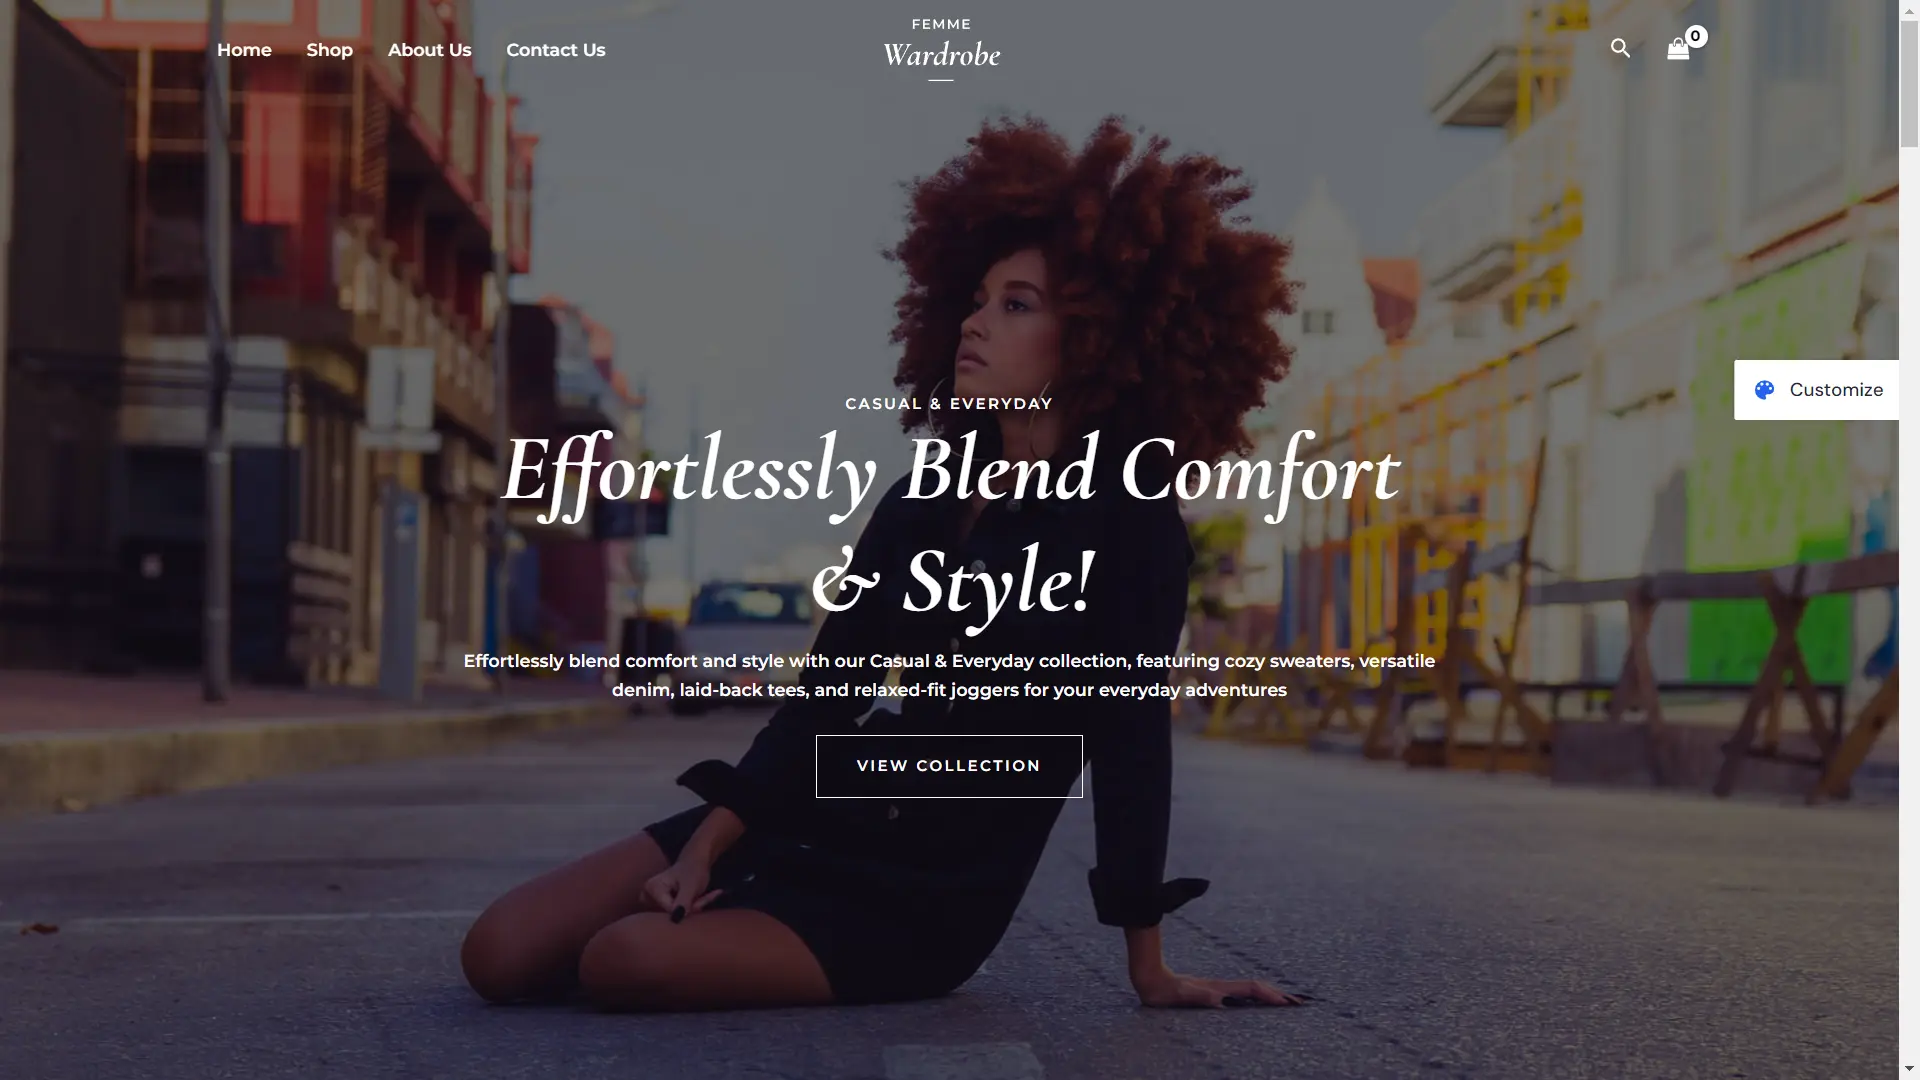 Home
Shop
About Us
Contact Us
FEMME
Wardrobe
0
Customize
CASUAL & EVERYDAY
Effortlessly Blend Comfort
& Style!
Effortlessly blend comfort and style with our Casual & Everyday collection, featuring cozy sweaters, versatile
denim, laid-back tees, and relaxed-fit joggers for your everyday adventures
VIEW COLLECTION